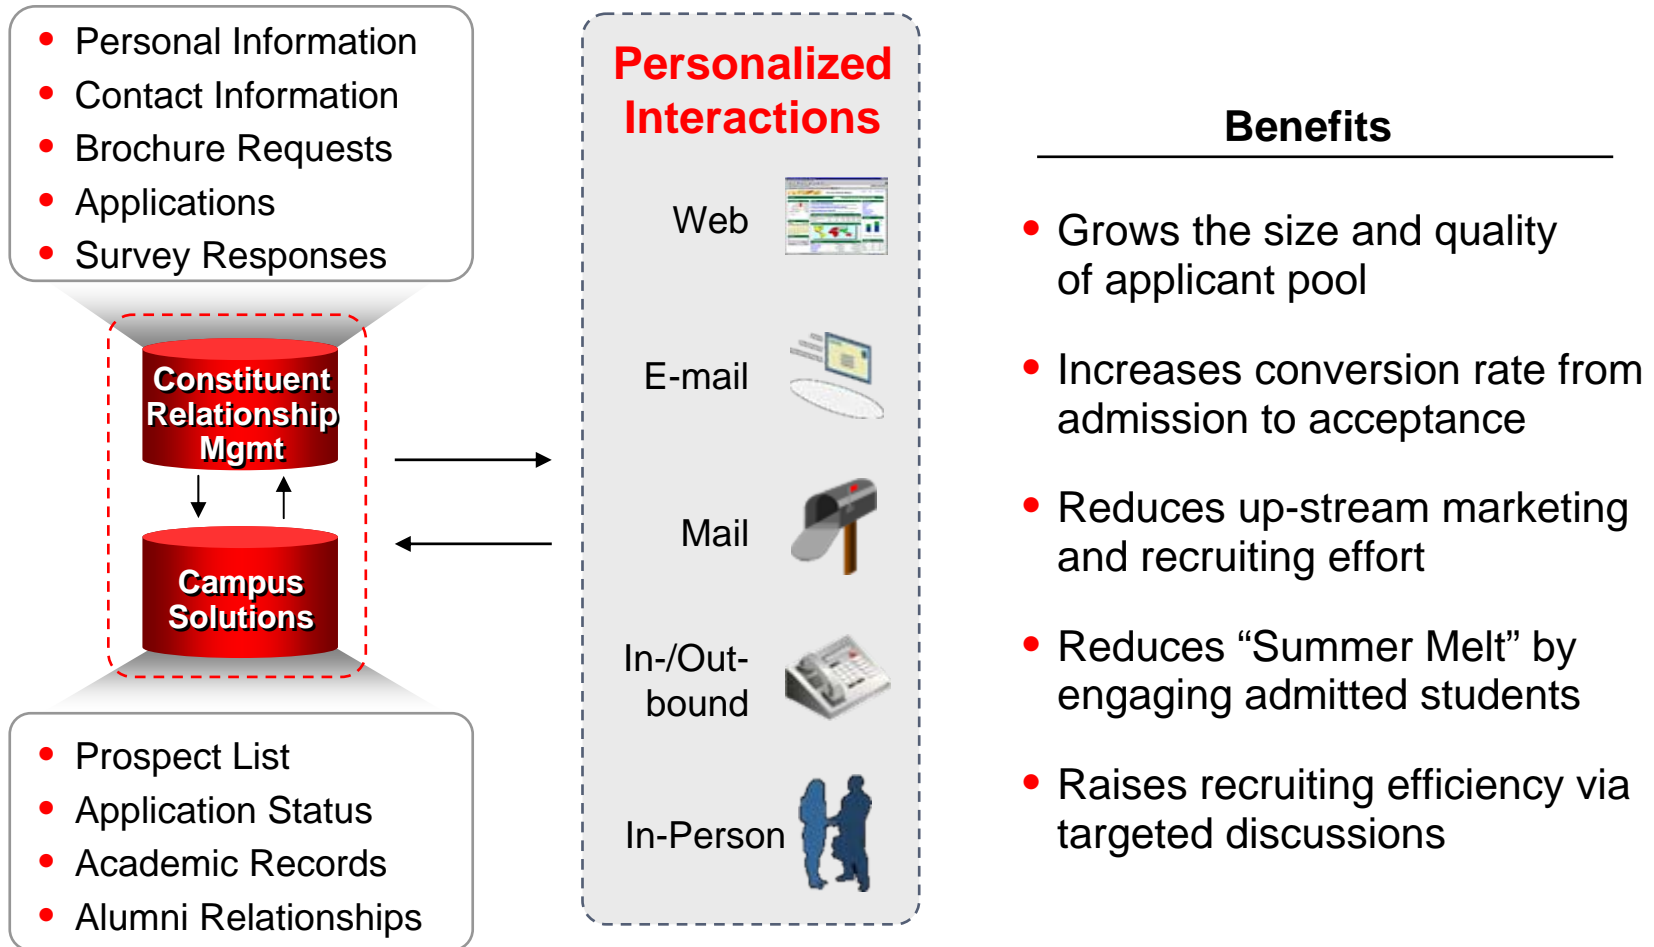 Personal Information
Contact Information
Brochure Requests
Applications
Survey Responses
Constituent
Relationship
Mgmt
Campus
Solutions
Prospect List
Application Status
Academic Records
Alumni Relationships
Personalized
Interactions
Web
E-mail
Mail
In-/Out-
bound
In-Person
Benefits
Grows the size and quality
of applicant pool
Increases conversion rate from
admission to acceptance
Reduces up-stream marketing
and recruiting effort
Reduces “Summer Melt” by
engaging admitted students
Raises recruiting efficiency via
targeted discussions